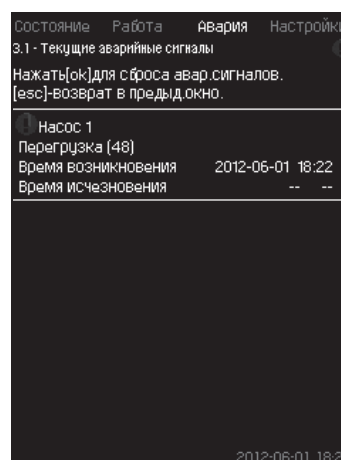 Состояние Работа Авария Настройки
3.1 - Текущие аварийные сигналы
Нажать[ok]для сброса авар.сигналов.
[esc]-возврат в предыд.окно.
Насос 1
Перегрузка (48)
Время возникновения 2012-06-01 18:22
Время исчезновения -- --
2012-06-01 18:2